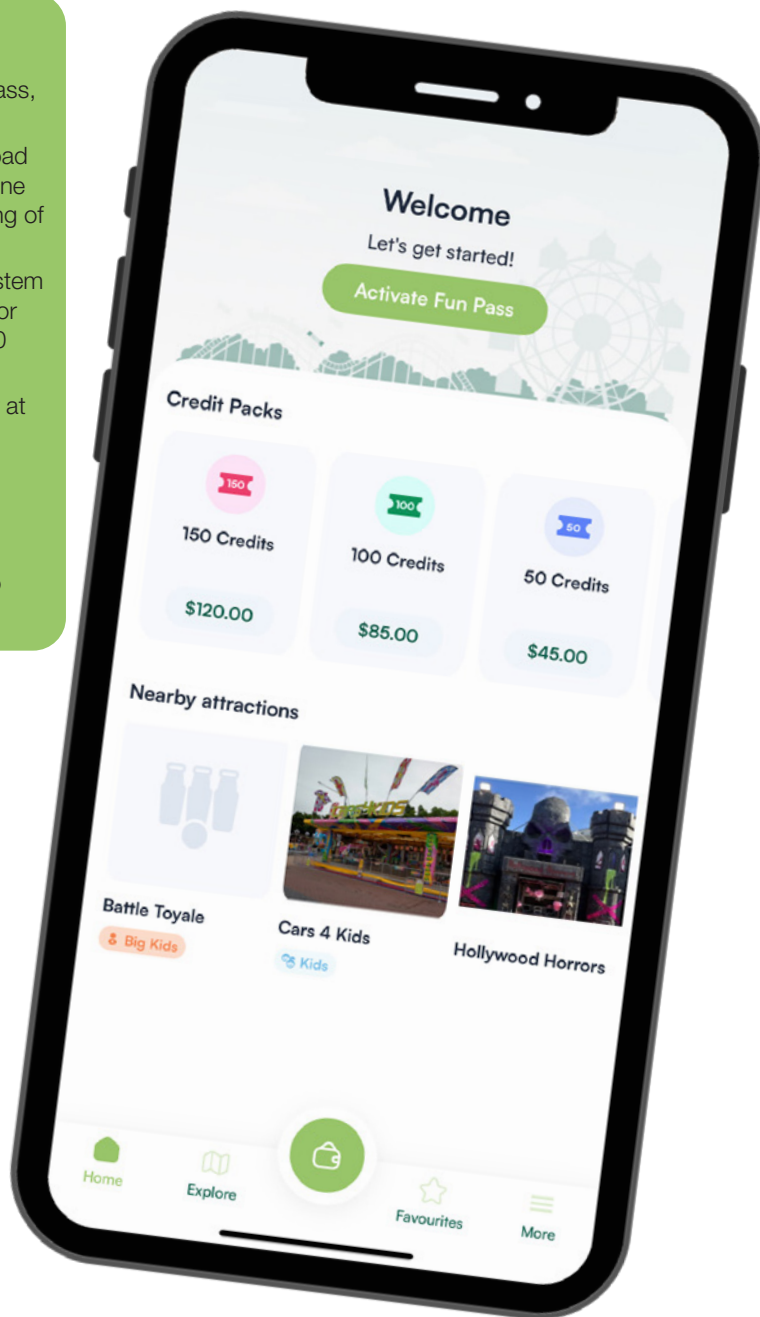 ass,
oad
ne
ng of
stem
or
0
at
Welcome
Let's get started!
Activate Fun Pass
Credit Packs
150
150 Credits
$120.00
100
100 Credits
$85.00
50
50 Credits
$45.00
Nearby attractions
Battle Toyale
Big Kids
Cars 4 Kids
Kids
Hollywood Horrors
Home
Explore
Favourites
More